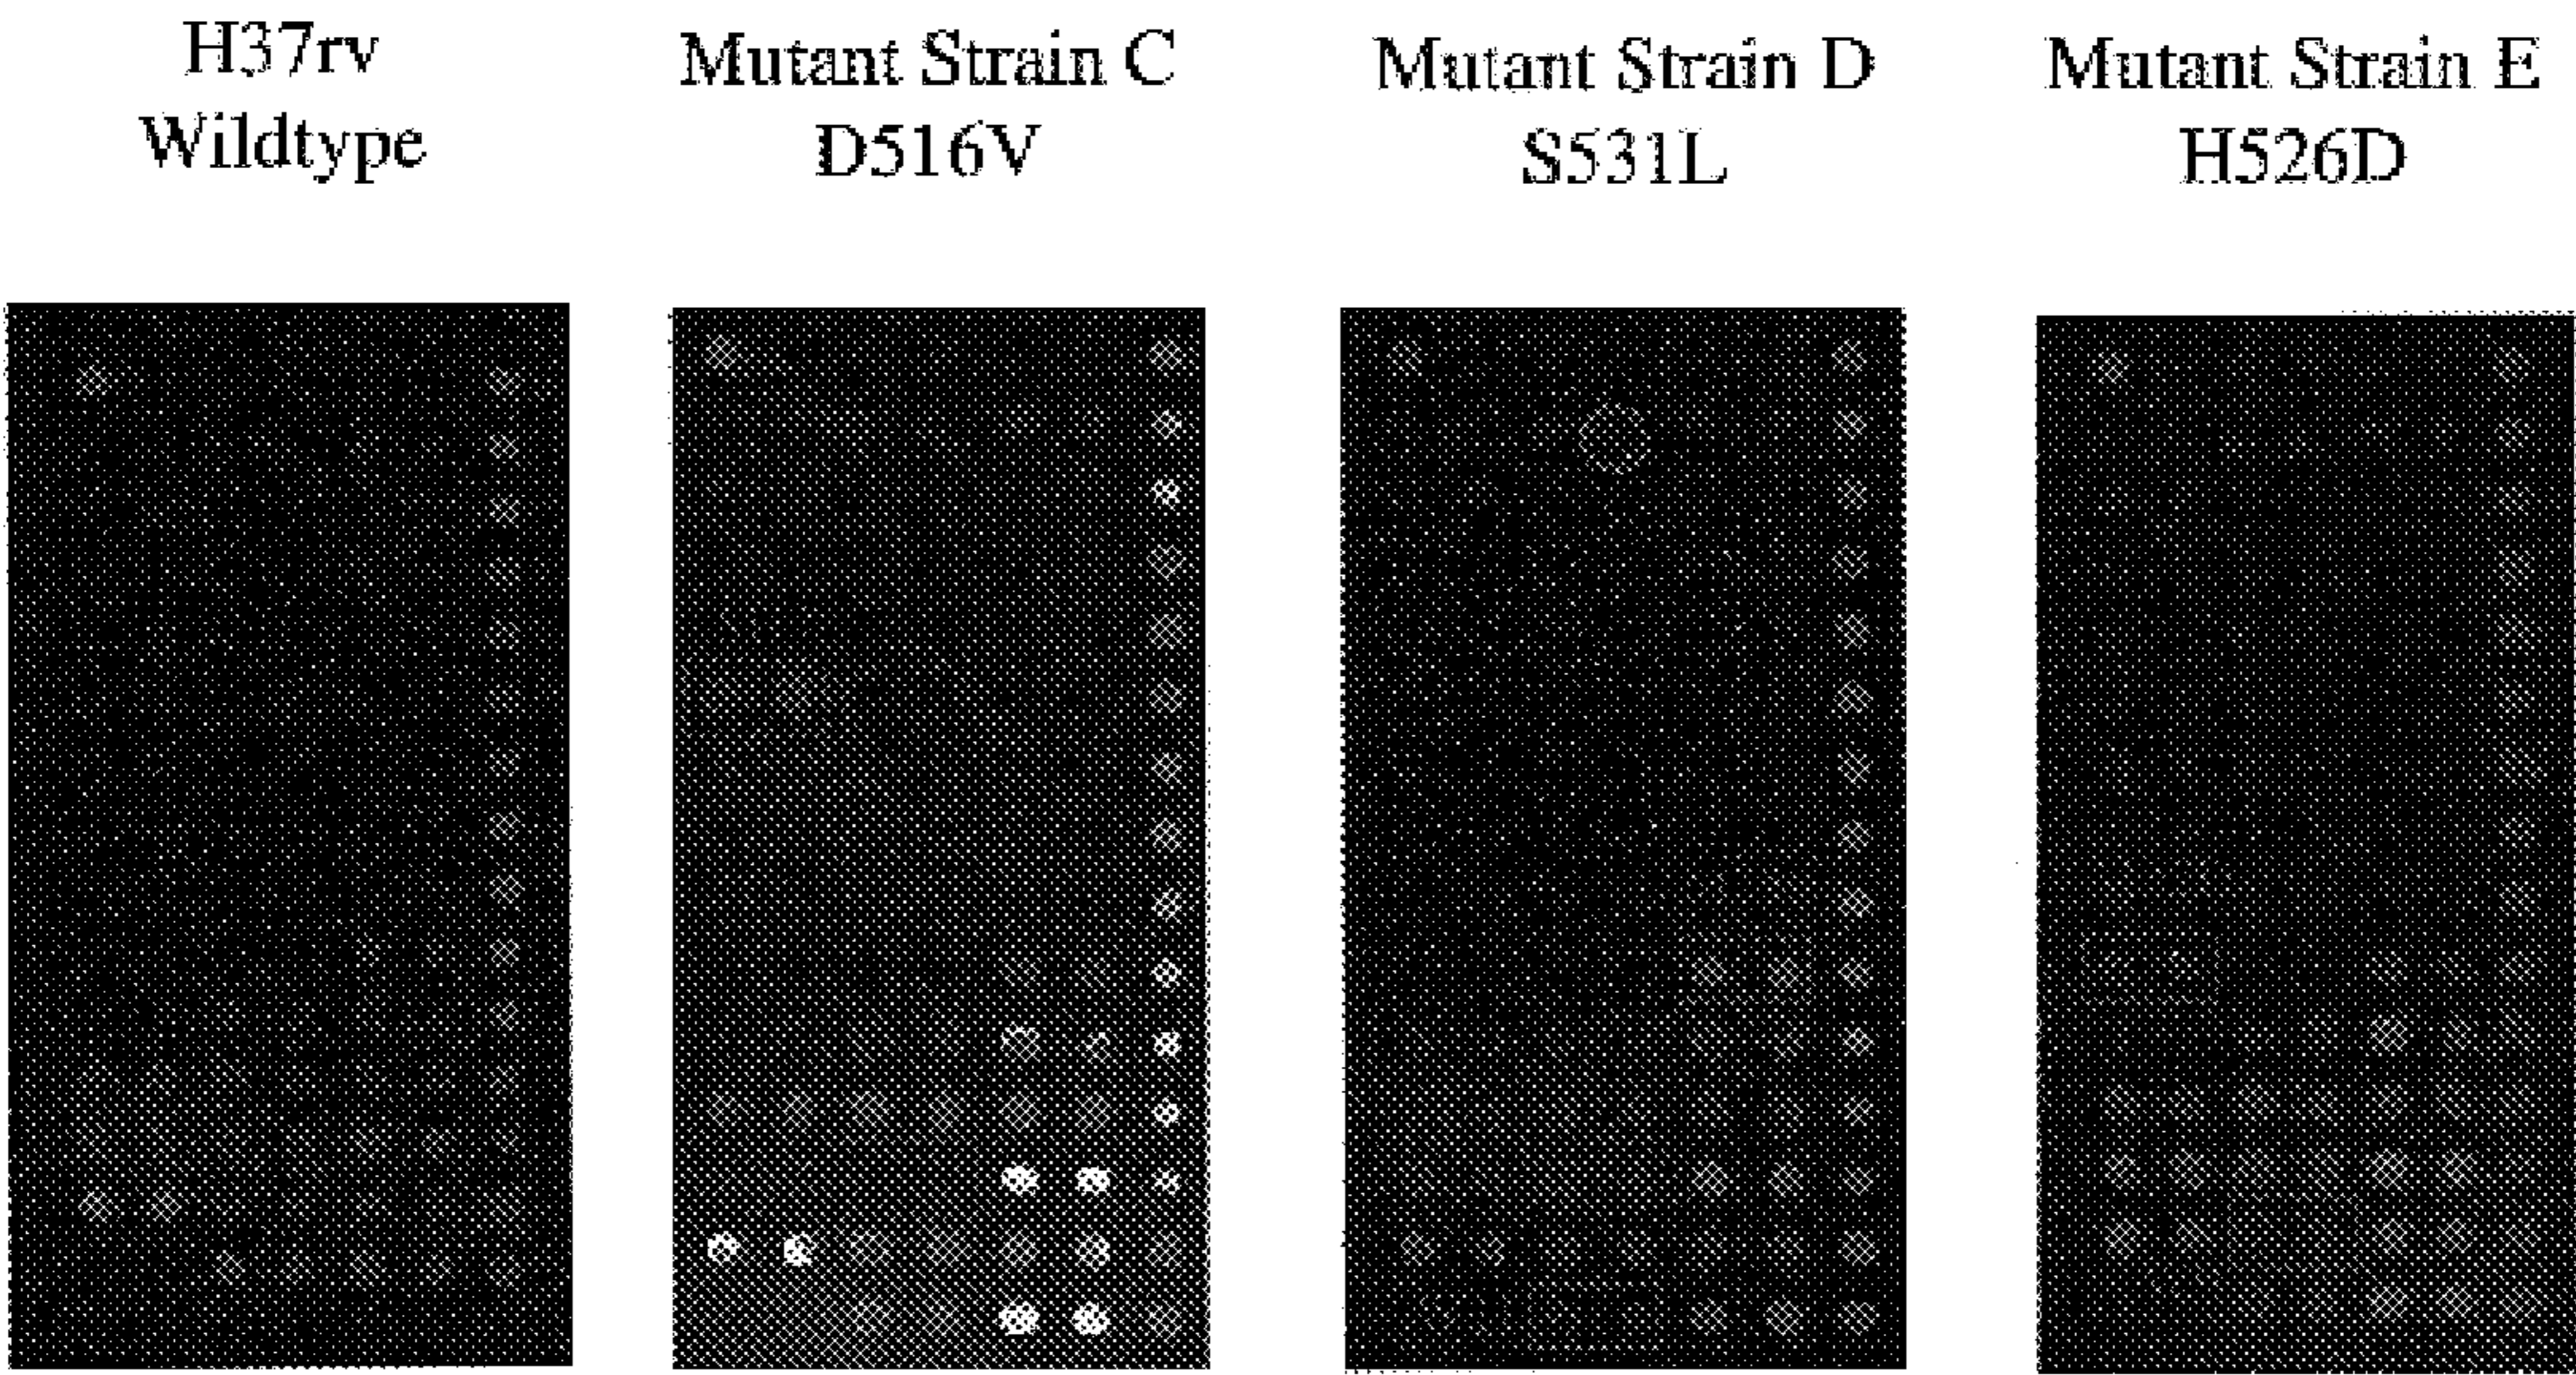 H37rv
Wildtype
Mutant Strain C
D516V
Mutant Strain D
S531L
Mutant Strain E
H526D